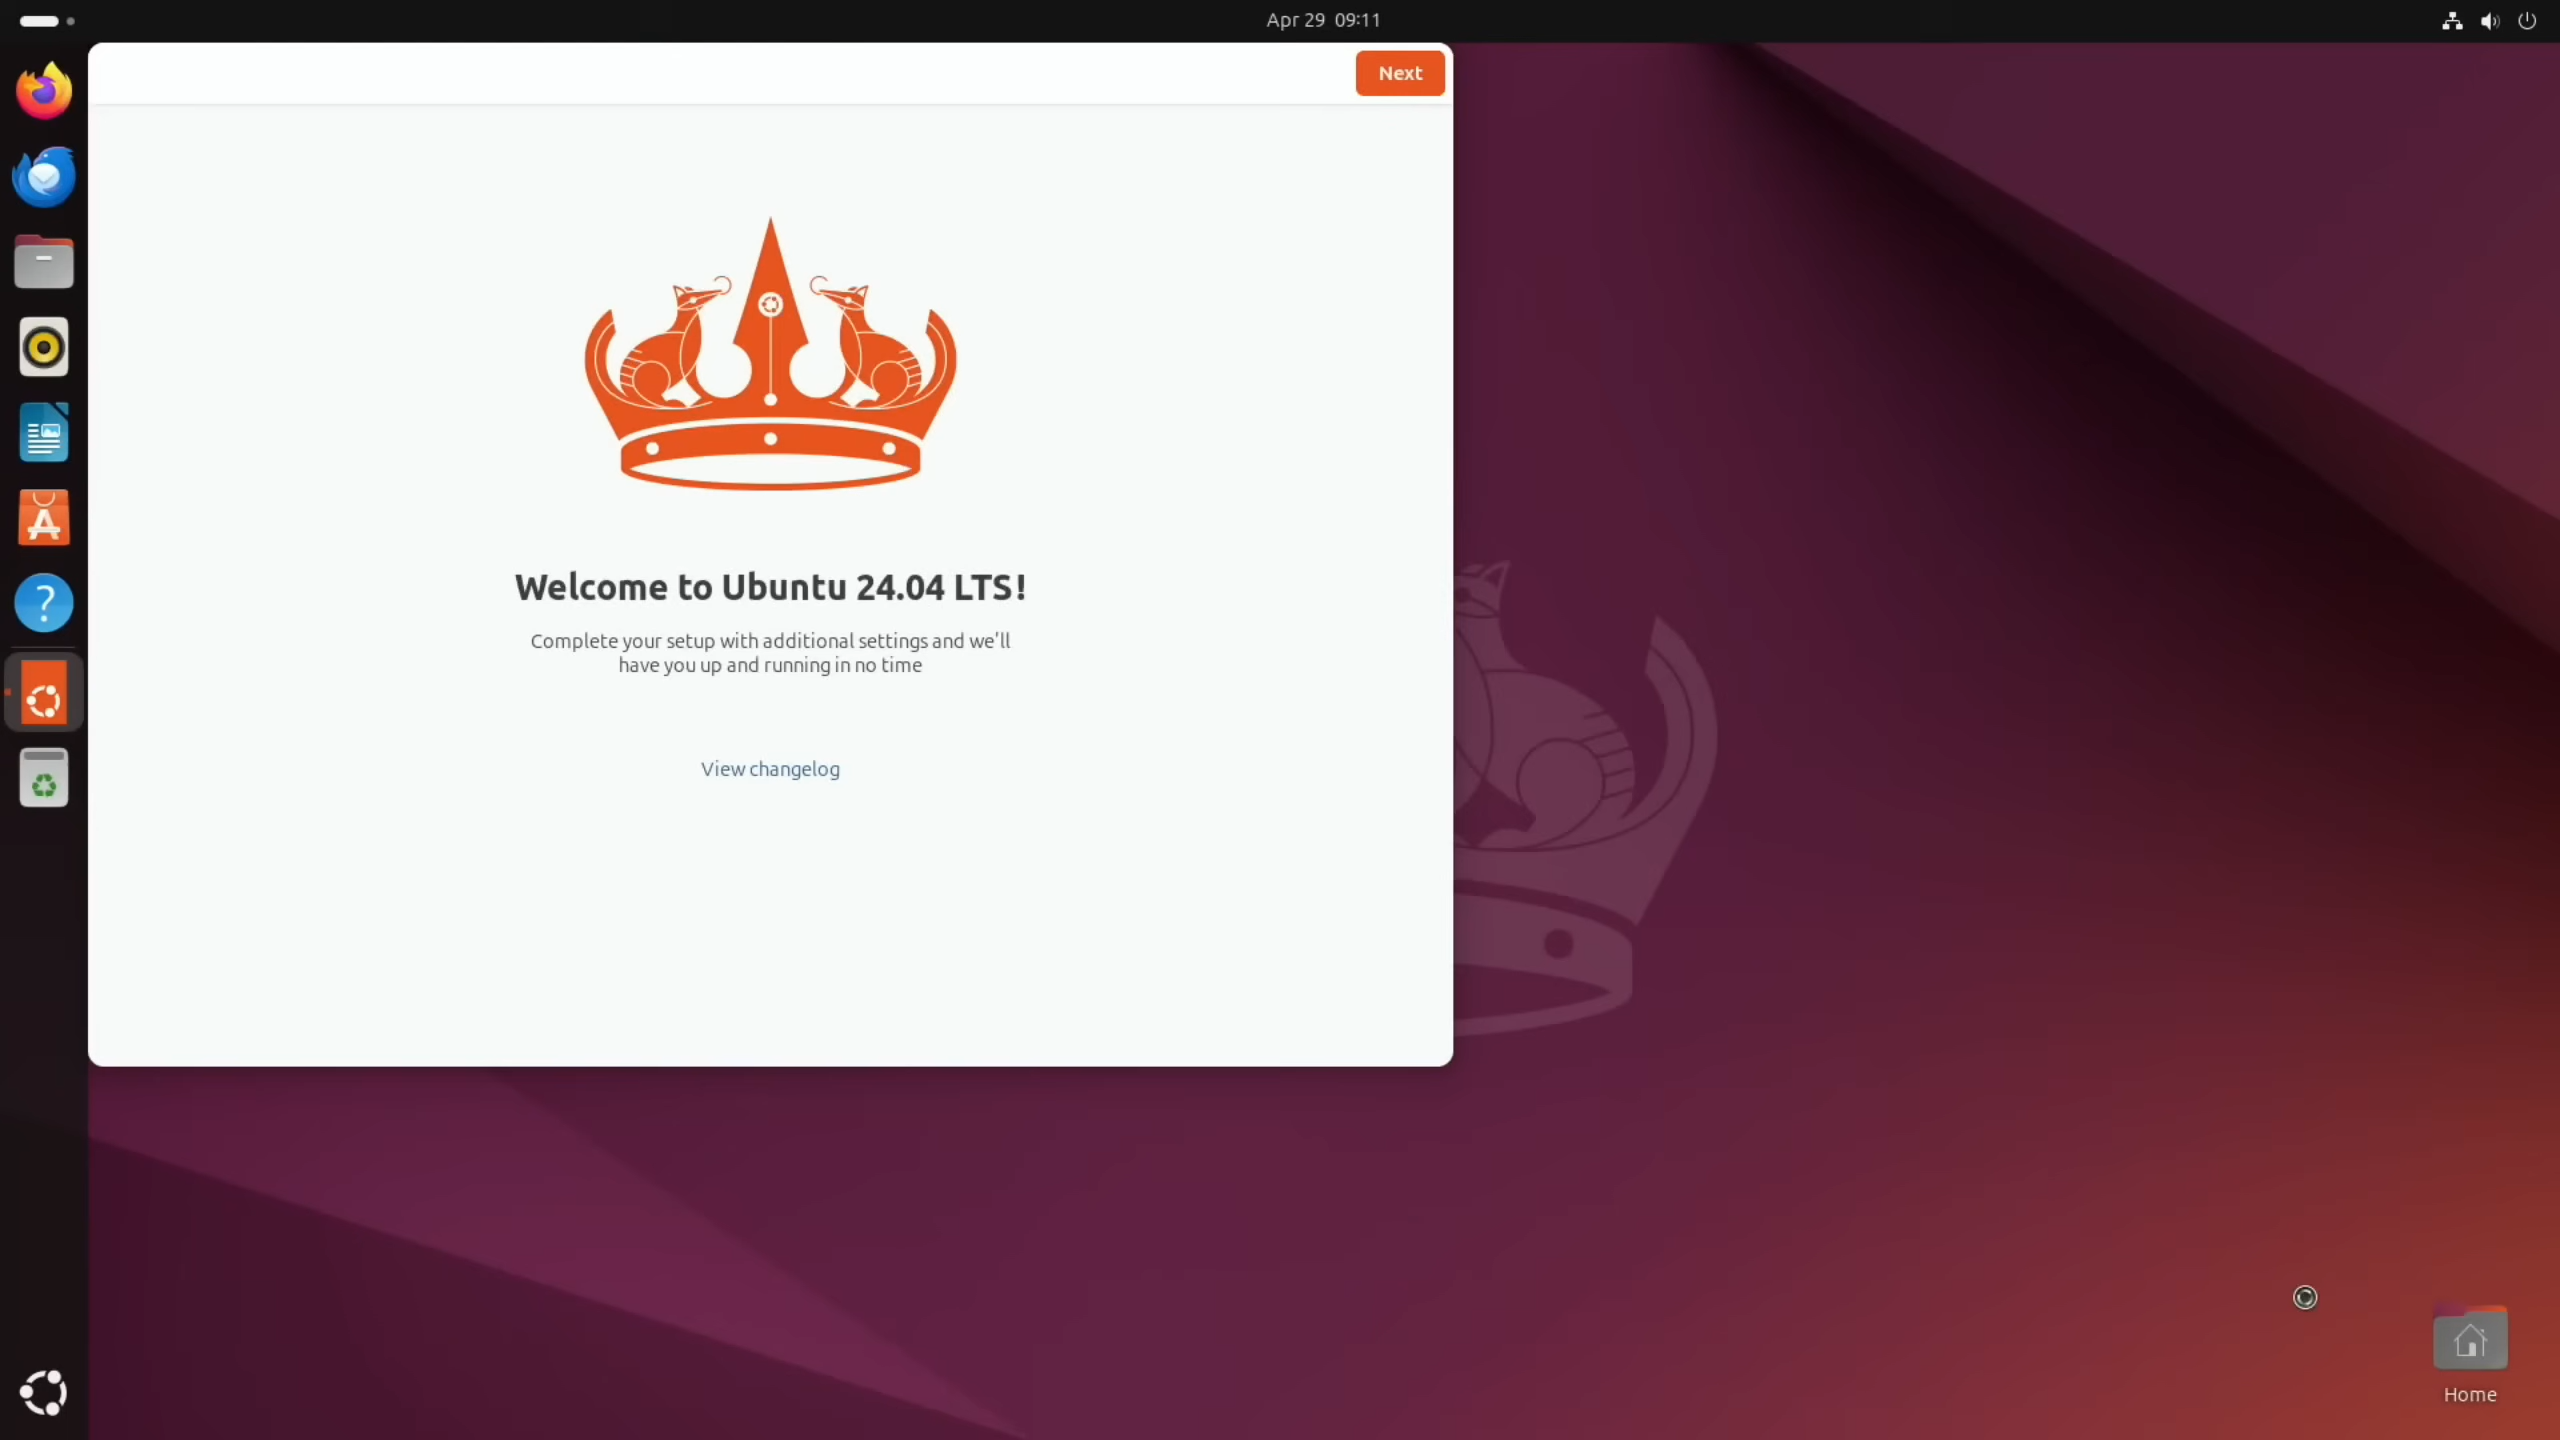 Apr 29 09:11
Next
Welcome to Ubuntu 24.04 LTS!
Complete your setup with additional settings and we'll
have you up and running in no time
View changelog
Home